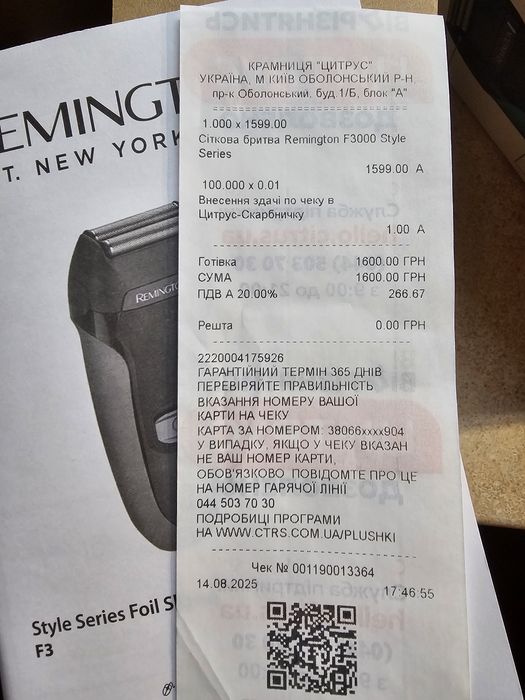 КРАМНИЦЯ "ЦИТРУС"
УКРАЇНА, М КИЇВ ОБОЛОНСЬКИЙ Р-Н,
пр-к Оболонський, буд 1/Б, блок "А"
1.000 x 1599.00
Сіткова бритва Remington F3000 Style
Series
1599.00 А
100.000 x 0.01
Внесення здачі по чеку в
Цитрус-Скарбничку
1.00 А
Готівка 1600.00 ГРН
СУМА 1600.00 ГРН
ПДВ А 20.00% 266.67
Решта 0.00 ГРН
2220004175926
ГАРАНТІЙНИЙ ТЕРМІН 365 ДНІВ
ПЕРЕВІРЯЙТЕ ПРАВИЛЬНІСТЬ
ВКАЗАННЯ НОМЕРУ ВАШОЇ
КАРТИ НА ЧЕКУ
КАРТА ЗА НОМЕРОМ: 38066xxxx904
У ВИПАДКУ, ЯКЩО У ЧЕКУ ВКАЗАН
НЕ ВАШ НОМЕР КАРТИ,
ОБОВ'ЯЗКОВО ПОВІДОМТЕ ПРО ЦЕ
НА НОМЕР ГАРЯЧОЇ ЛІНІЇ
044 503 70 30
ПОДРОБИЦІ ПРОГРАМИ
НА WWW.CTRS.COM.UA/PLUSHKI
Чек № 001190013364
14.08.2025 17:46:55
EMINGT
T. NEW YORK
REMINGTO
Style Series Foil S
F3